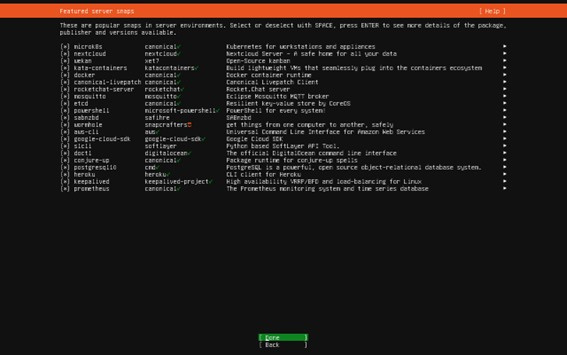 Featured server snaps [ Help ]
These are popular snaps in server environments. Select or deselect with SPACE, press ENTER to see more details of the package,
publisher and versions available.
[*] microk8s canonical✓ Kubernetes for workstations and appliances ▸
[*] nextcloud nextcloud✓ Nextcloud Server - A safe home for all your data ▸
[*] wekan xet7 Open-Source kanban ▸
[*] kata-containers katacontainers✓ Build lightweight VMs that seamlessly plug into the containers ecosystem ▸
[*] docker canonical✓ Docker container runtime ▸
[*] canonical-livepatch canonical✓ Canonical Livepatch Client ▸
[*] rocketchat-server rocketchat✓ Rocket.Chat server ▸
[*] mosquitto mosquitto✓ Eclipse Mosquitto MQTT broker ▸
[*] etcd canonical✓ Resilient key-value store by CoreOS ▸
[*] powershell microsoft-powershell✓ PowerShell for every system! ▸
[*] sabnzbd safihre SABnzbd ▸
[*] wormhole snapcrafters get things from one computer to another, safely ▸
[*] aws-cli aws✓ Universal Command Line Interface for Amazon Web Services ▸
[*] google-cloud-sdk google-cloud-sdk✓ Google Cloud SDK ▸
[*] slcli softlayer Python based SoftLayer API Tool. ▸
[*] doctl digitalocean✓ The official DigitalOcean command line interface ▸
[*] conjure-up canonical✓ Package runtime for conjure-up spells ▸
[*] postgresql10 cmd✓ PostgreSQL is a powerful, open source object-relational database system. ▸
[*] heroku heroku✓ CLI client for Heroku ▸
[*] keepalived keepalived-project✓ High availability VRRP/BFD and load-balancing for Linux ▸
[*] prometheus canonical✓ The Prometheus monitoring system and time series database ▸
[ Done ]
[ Back ]